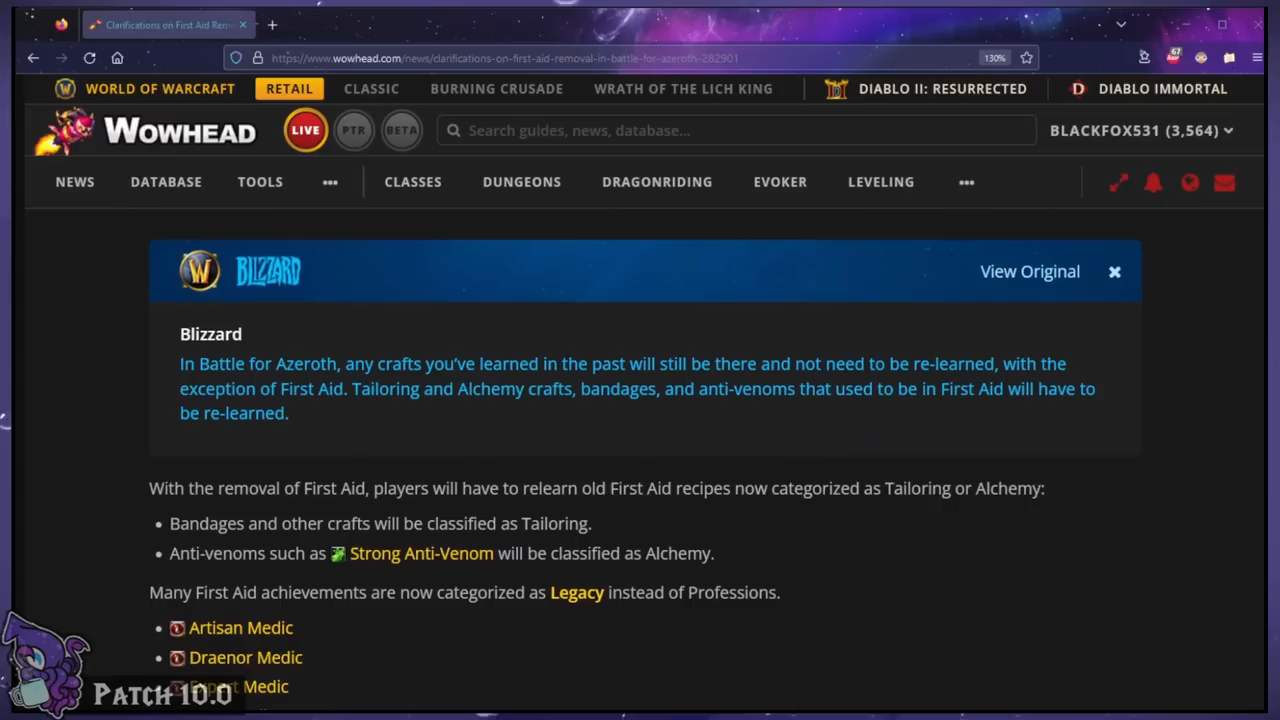 Clarifications on First Aid Rem
https://www.wowhead.com/news/clarifications-on-first-aid-removal-in-battle-for-azeroth-282901
130%
67
WORLD OF WARCRAFT
RETAIL
CLASSIC
BURNING CRUSADE
WRATH OF THE LICH KING
DIABLO II: RESURRECTED
DIABLO IMMORTAL
WOWHEAD
LIVE
PTR
BETA
Search guides, news, database...
BLACKFOX531 (3,564)
NEWS
DATABASE
TOOLS
•••
CLASSES
DUNGEONS
DRAGONRIDING
EVOKER
LEVELING
•••
BLIZZARD
View Original
Blizzard
In Battle for Azeroth, any crafts you've learned in the past will still be there and not need to be re-learned, with the
exception of First Aid. Tailoring and Alchemy crafts, bandages, and anti-venoms that used to be in First Aid will have to
be re-learned.
With the removal of First Aid, players will have to relearn old First Aid recipes now categorized as Tailoring or Alchemy:
• Bandages and other crafts will be classified as Tailoring.
• Anti-venoms such as Strong Anti-Venom will be classified as Alchemy.
Many First Aid achievements are now categorized as Legacy instead of Professions.
• Artisan Medic
• Draenor Medic
• Expert Medic
PATCH 10.0